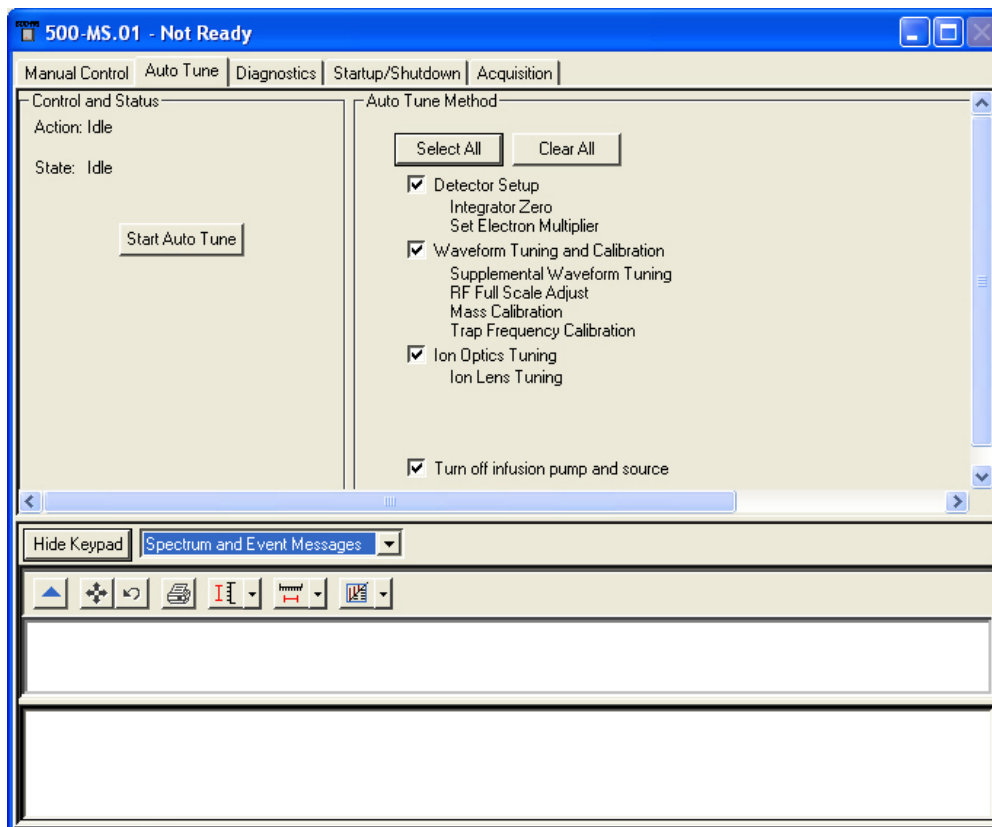 500-MS.01 - Not Ready
Manual Control Auto Tune Diagnostics Startup/Shutdown Acquisition
Control and Status
Action: Idle
State: Idle
Start Auto Tune
Auto Tune Method
Select All Clear All
Detector Setup
Integrator Zero
Set Electron Multiplier
Waveform Tuning and Calibration
Supplemental Waveform Tuning
RF Full Scale Adjust
Mass Calibration
Trap Frequency Calibration
Ion Optics Tuning
Ion Lens Tuning
Turn off infusion pump and source
Hide Keypad Spectrum and Event Messages